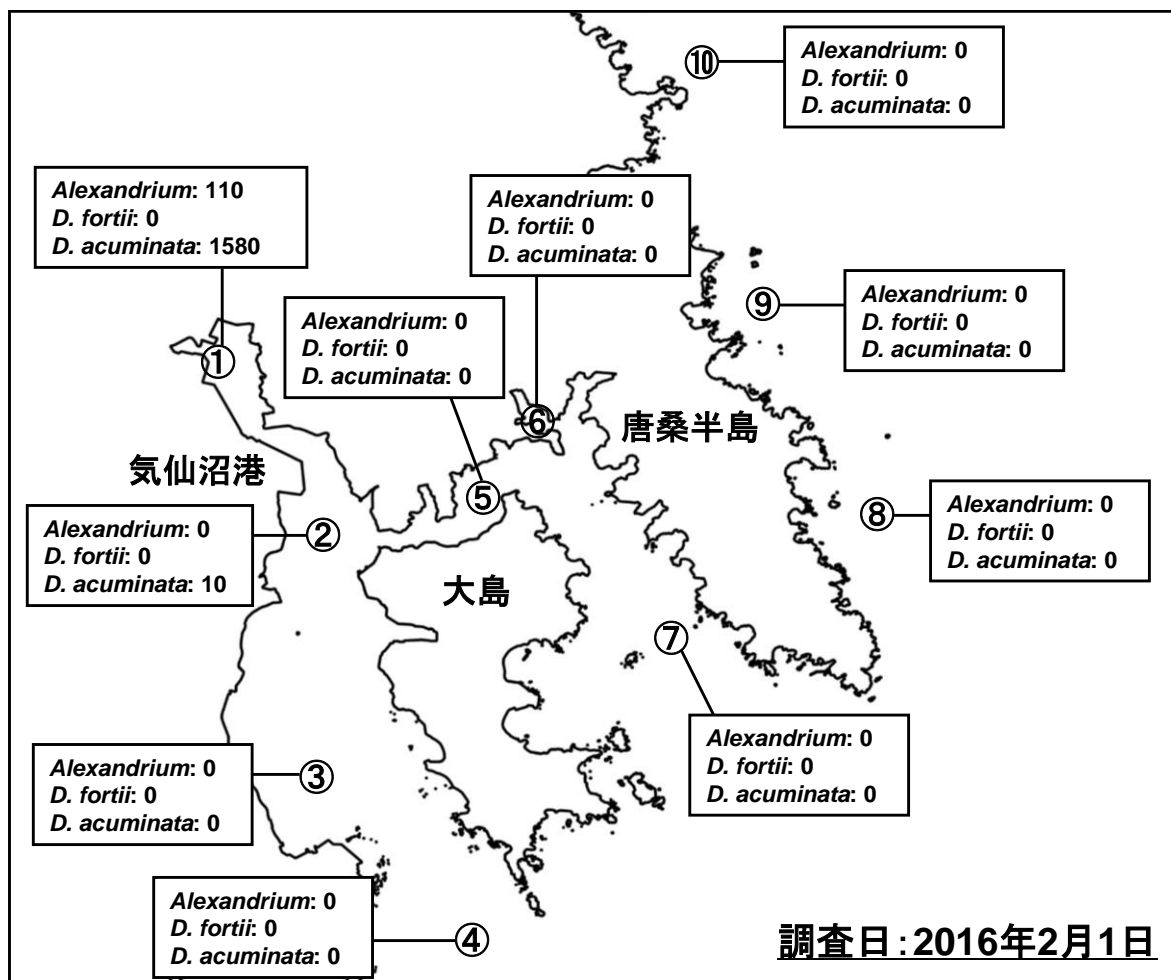 ⑩
Alexandrium: 0
D. fortii: 0
D. acuminata: 0
Alexandrium: 110
D. fortii: 0
D. acuminata: 1580
①
Alexandrium: 0
D. fortii: 0
D. acuminata: 0
⑥
Alexandrium: 0
D. fortii: 0
D. acuminata: 0
⑨
Alexandrium: 0
D. fortii: 0
D. acuminata: 0
⑤
唐桑半島
気仙沼港
Alexandrium: 0
D. fortii: 0
D. acuminata: 10
②
⑧
Alexandrium: 0
D. fortii: 0
D. acuminata: 0
大島
⑦
Alexandrium: 0
D. fortii: 0
D. acuminata: 0
Alexandrium: 0
D. fortii: 0
D. acuminata: 0
③
Alexandrium: 0
D. fortii: 0
D. acuminata: 0
④
調査日:2016年2月1日